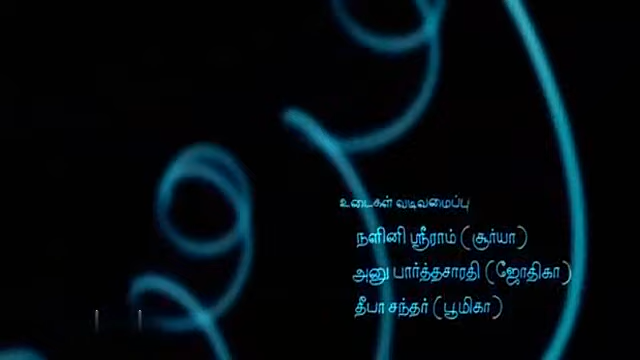 உடைகள் வடிவமைப்பு
நளினி ஸ்ரீராம் (சூர்யா)
அனு பார்த்தசாரதி (ஜோதிகா)
தீபா சந்தர் (பூமிகா)